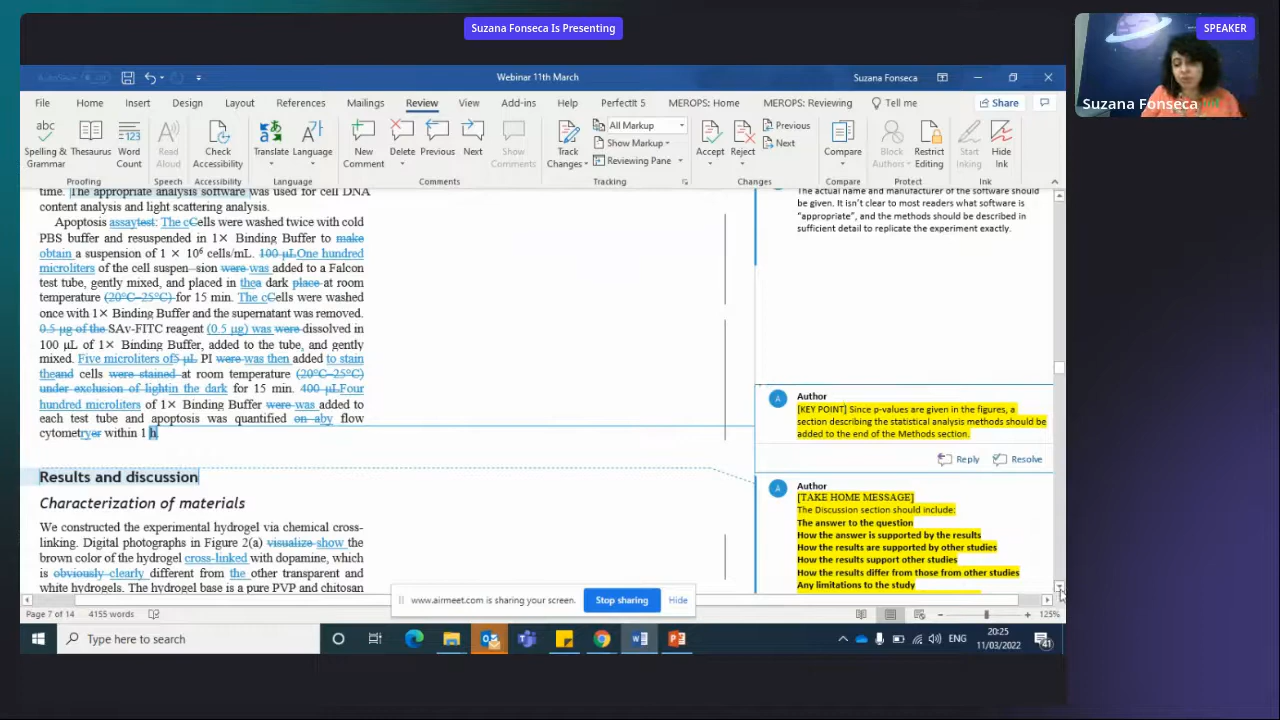 Suzana Fonseca Is Presenting
SPEAKER
Suzana Fonseca
Webinar 11th March
Suzana Fonseca
File Home Insert Design Layout References Mailings Review View Add-ins Help PerfectIt 5 MEROPS: Home MEROPS: Reviewing Tell me Share
Spelling & Grammar Thesaurus Word Count Read Aloud Check Accessibility Translate Language New Comment Delete Previous Next Show Comments Track Changes All Markup Show Markup Reviewing Pane Accept Reject Previous Next Compare Block Authors Restrict Editing Start Inking Hide Ink
Proofing Speech Accessibility Language Comments Tracking Changes Compare Protect Ink
time. The appropriate analysis software was used for cell DNA
content analysis and light scattering analysis.
Apoptosis assaytest: The cCells were washed twice with cold
PBS buffer and resuspended in 1× Binding Buffer to make
obtain a suspension of 1 × 10⁶ cells/mL. 100 μLOne hundred
microliters of the cell suspen-sion were was added to a Falcon
test tube, gently mixed, and placed in thea dark place at room
temperature (20°C–25°C) for 15 min. The cCells were washed
once with 1× Binding Buffer and the supernatant was removed.
0.5 μg of the SAv-FITC reagent (0.5 μg) was were dissolved in
100 μL of 1× Binding Buffer, added to the tube, and gently
mixed. Five microliters of5 μL PI were was then added to stain
theand cells were stained at room temperature (20°C–25°C)
under exclusion of lightin the dark for 15 min. 400 μLFour
hundred microliters of 1× Binding Buffer were was added to
each test tube and apoptosis was quantified on aby flow
cytometryer within 1 h
Results and discussion
Characterization of materials
We constructed the experimental hydrogel via chemical cross-
linking. Digital photographs in Figure 2(a) visualize show the
brown color of the hydrogel cross-linked with dopamine, which
is obviously clearly different from the other transparent and
white hydrogels. The hydrogel base is a pure PVP and chitosan
The actual name and manufacturer of the software should
be given. It isn't clear to most readers what software is
"appropriate", and the methods should be described in
sufficient detail to replicate the experiment exactly.
A Author
[KEY POINT] Since p-values are given in the figures, a
section describing the statistical analysis methods should be
added to the end of the Methods section.
Reply Resolve
A Author
[TAKE HOME MESSAGE]
The Discussion section should include:
The answer to the question
How the answer is supported by the results
How the results are supported by other studies
How the results support other studies
How the results differ from those from other studies
Any limitations to the study
www.airmeet.com is sharing your screen. Stop sharing Hide
Page 7 of 14 4155 words 125%
Type here to search
ENG
20:25
11/03/2022
41